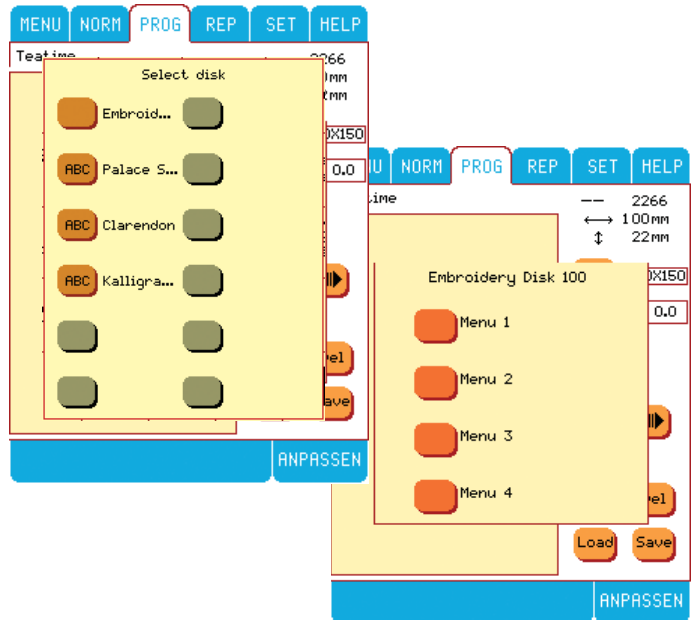 MENU NORM PROG REP SET HELP
Teatime 2266
Select disk
Embroid...
ABC Palace S...
ABC Clarendon
ABC Kalligra...
0X150
0.0
ANPASSEN
NORM PROG REP SET HELP
2266
100MM
22MM
Embroidery Disk 100
0X150
0.0
Menu 1
Menu 2
Menu 3
Menu 4
Load Save
ANPASSEN